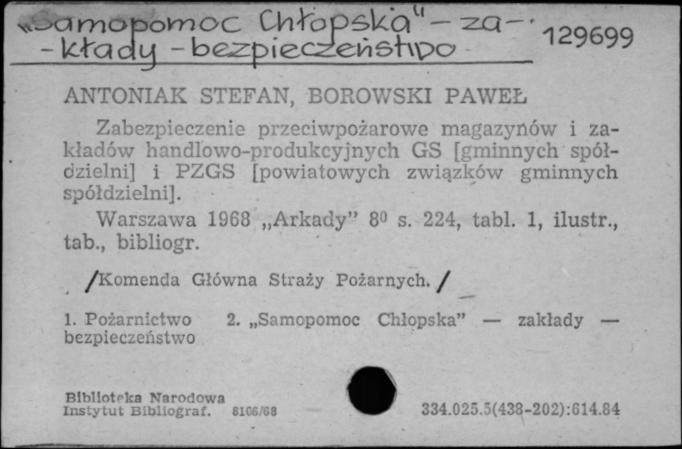 „Samopomoc Chłopska" - za-
- kłady - bezpieczeństwo
129699
ANTONIAK STEFAN, BOROWSKI PAWEŁ
Zabezpieczenie przeciwpożarowe magazynów i za-
kładów handlowo-produkcyjnych GS [gminnych spół-
dzielni] i PZGS [powiatowych związków gminnych
spółdzielni].
Warszawa 1968 „Arkady” 8⁰ s. 224, tabl. 1, ilustr.,
tab., bibliogr.
/Komenda Główna Straży Pożarnych./
1. Pożarnictwo 2. „Samopomoc Chłopska” — zakłady —
bezpieczeństwo
Biblioteka Narodowa
Instytut Bibliograf. 8106/68
334.025.5(438-202):614.84